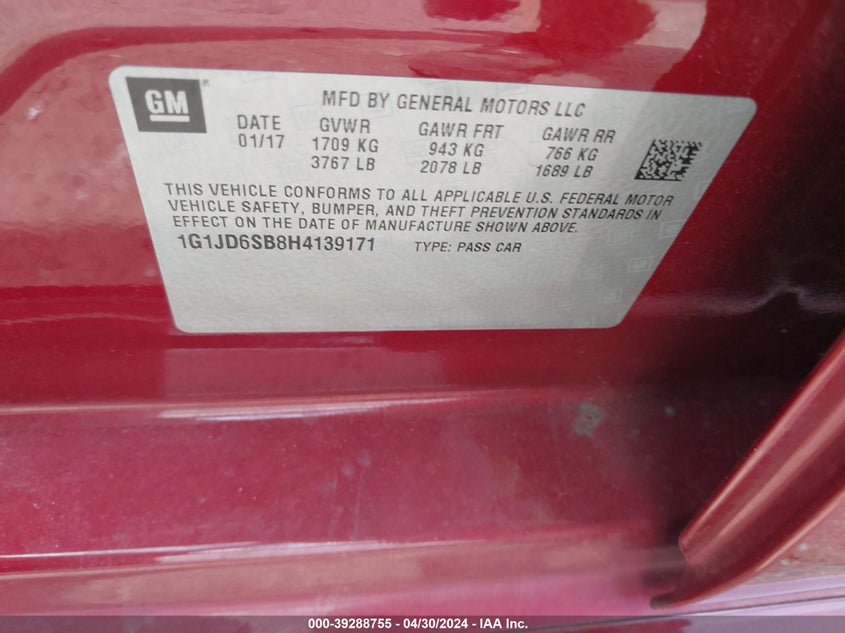 GM
MFD BY GENERAL MOTORS LLC
DATE GVWR GAWR FRT GAWR RR
01/17 1709 KG 943 KG 766 KG
3767 LB 2078 LB 1689 LB
THIS VEHICLE CONFORMS TO ALL APPLICABLE U.S. FEDERAL MOTOR
VEHICLE SAFETY, BUMPER, AND THEFT PREVENTION STANDARDS IN
EFFECT ON THE DATE OF MANUFACTURE SHOWN ABOVE.
1G1JD6SB8H4139171 TYPE: PASS CAR
000-39288755 - 04/30/2024 - IAA Inc.